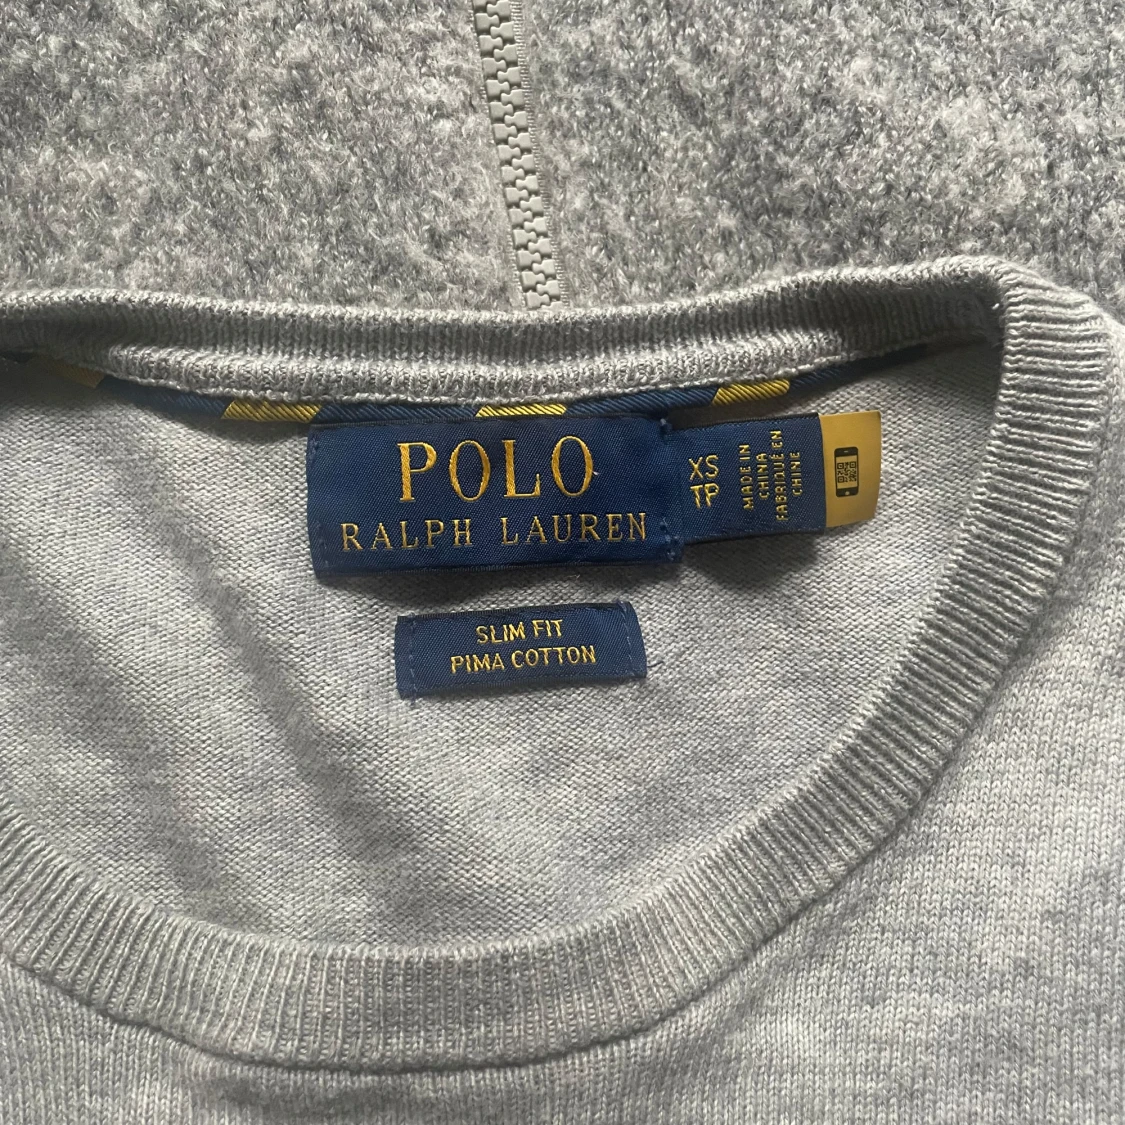 POLO
RALPH LAUREN
XS
TP
MADE IN
CHINA
FABRIQUÉ EN
CHINE
SLIM FIT
PIMA COTTON